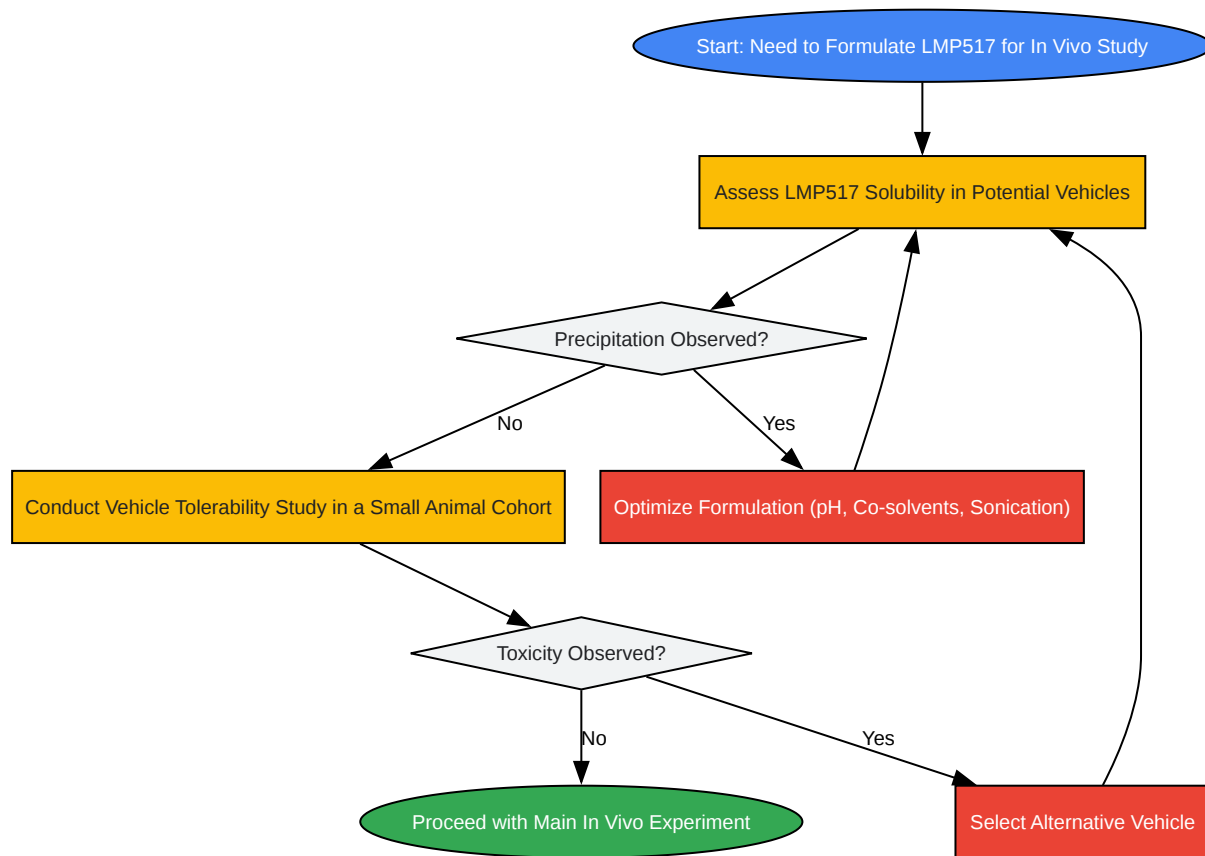 Start: Need to Formulate LMP517 for In Vivo Study
Assess LMP517 Solubility in Potential Vehicles
Precipitation Observed?
No
Yes
Conduct Vehicle Tolerability Study in a Small Animal Cohort
Optimize Formulation (pH, Co-solvents, Sonication)
Toxicity Observed?
No
Yes
Proceed with Main In Vivo Experiment
Select Alternative Vehicle